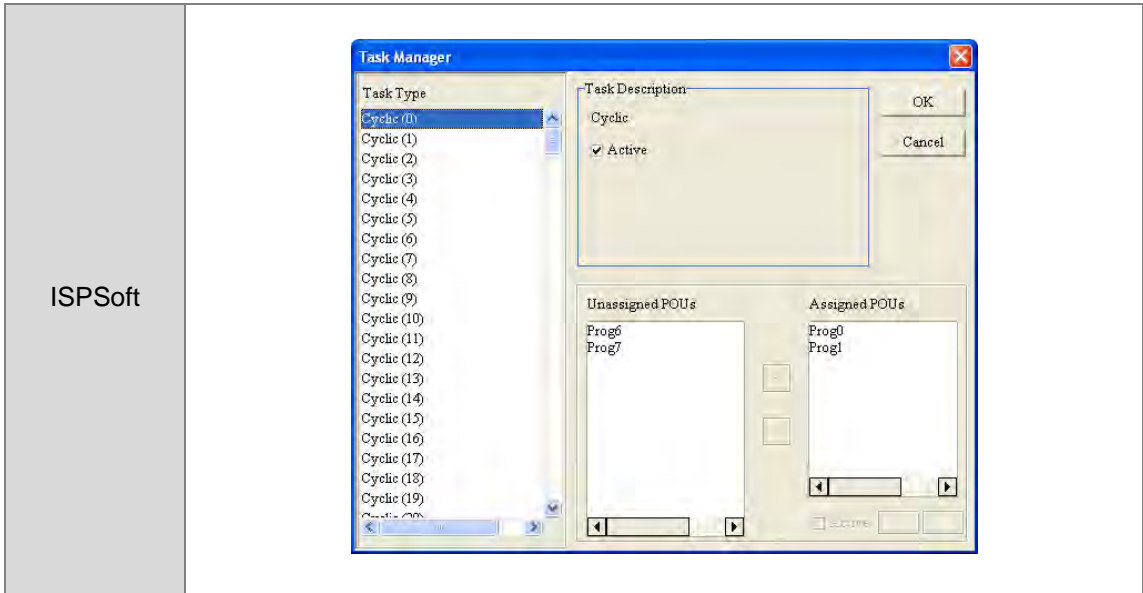 ISPSoft
Task Manager
Task Type
Cyclic (0)
Cyclic (1)
Cyclic (2)
Cyclic (3)
Cyclic (4)
Cyclic (5)
Cyclic (6)
Cyclic (7)
Cyclic (8)
Cyclic (9)
Cyclic (10)
Cyclic (11)
Cyclic (12)
Cyclic (13)
Cyclic (14)
Cyclic (15)
Cyclic (16)
Cyclic (17)
Cyclic (18)
Cyclic (19)
Cyclic (20)
Task Description
Cyclic
Active
OK
Cancel
Unassigned POUs
Prog6
Prog7
Assigned POUs
Prog0
Prog1